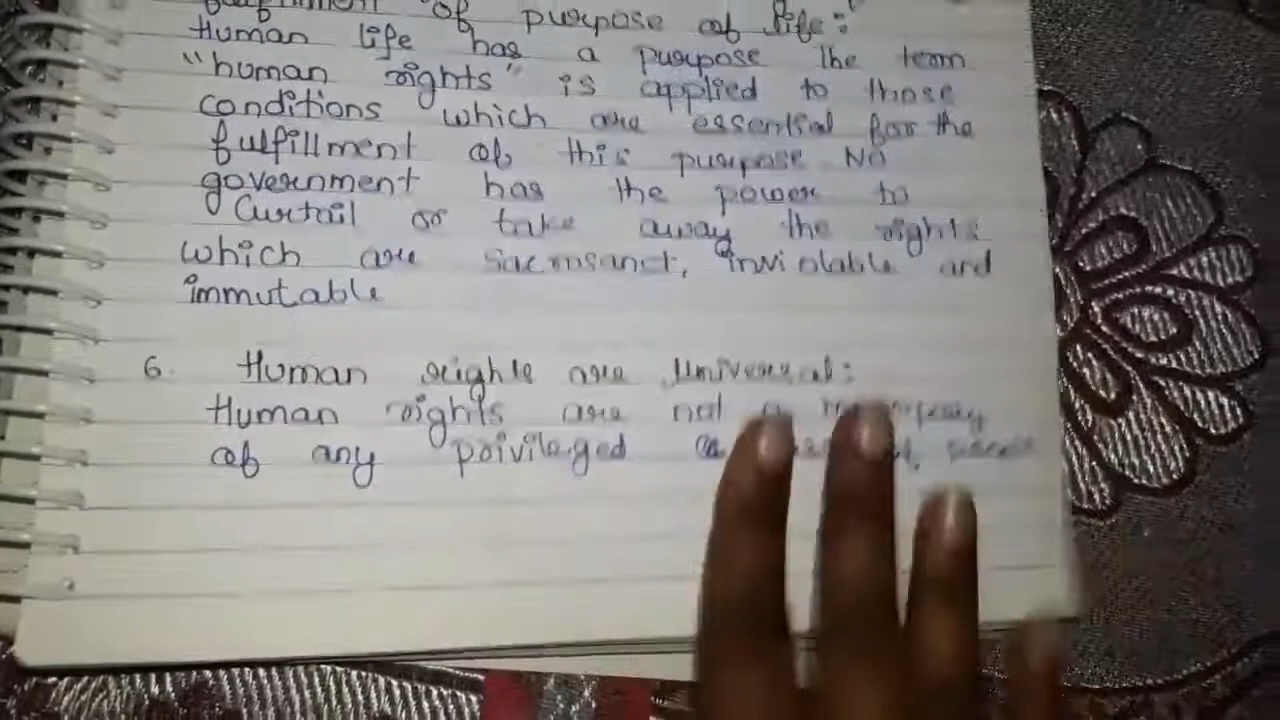 of purpose of life:
Human life has a purpose the term
"human rights" is applied to those
conditions which are essential for the
fulfillment of this purpose No
government has the power to
Curtail or take away the rights
which are sacrosanct, inviolable and
immutable
6. Human rights are Universal:
Human rights are not a
of any privileged